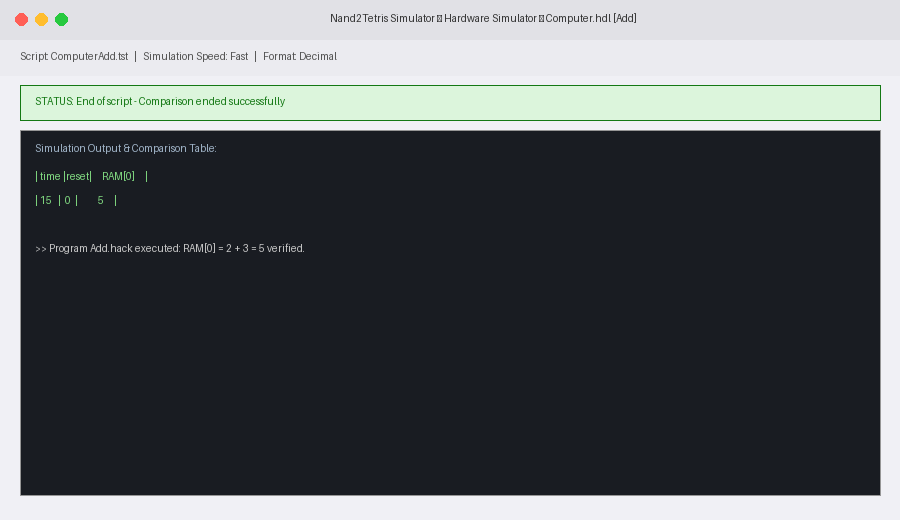 Nand2Tetris Simulator □ Hardware Simulator □ Computer.hdl [Add]
Script: ComputerAdd.tst | Simulation Speed: Fast | Format: Decimal
STATUS: End of script - Comparison ended successfully
Simulation Output & Comparison Table:
| time |reset| RAM[0] |
| 15 | 0 | 5 |
>> Program Add.hack executed: RAM[0] = 2 + 3 = 5 verified.